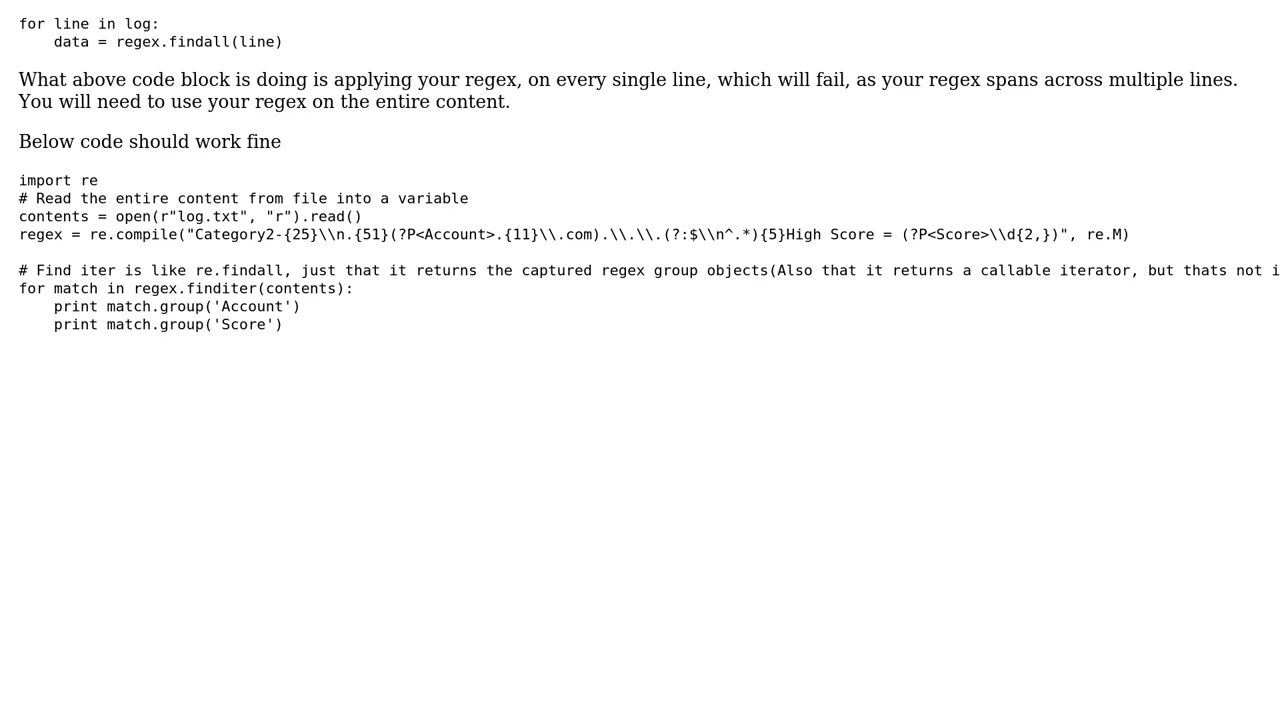 for line in log:
    data = regex.findall(line)
What above code block is doing is applying your regex, on every single line, which will fail, as your regex spans across multiple lines.
You will need to use your regex on the entire content.
Below code should work fine
import re
# Read the entire content from file into a variable
contents = open(r"log.txt", "r").read()
regex = re.compile("Category2-{25}\\n.{51}(?P<Account>.{11}\\.com).\\.\\.(?:$\\n^.*){5}High Score = (?P<Score>\\d{2,})", re.M)
# Find iter is like re.findall, just that it returns the captured regex group objects(Also that it returns a callable iterator, but thats not i
for match in regex.finditer(contents):
    print match.group('Account')
    print match.group('Score')